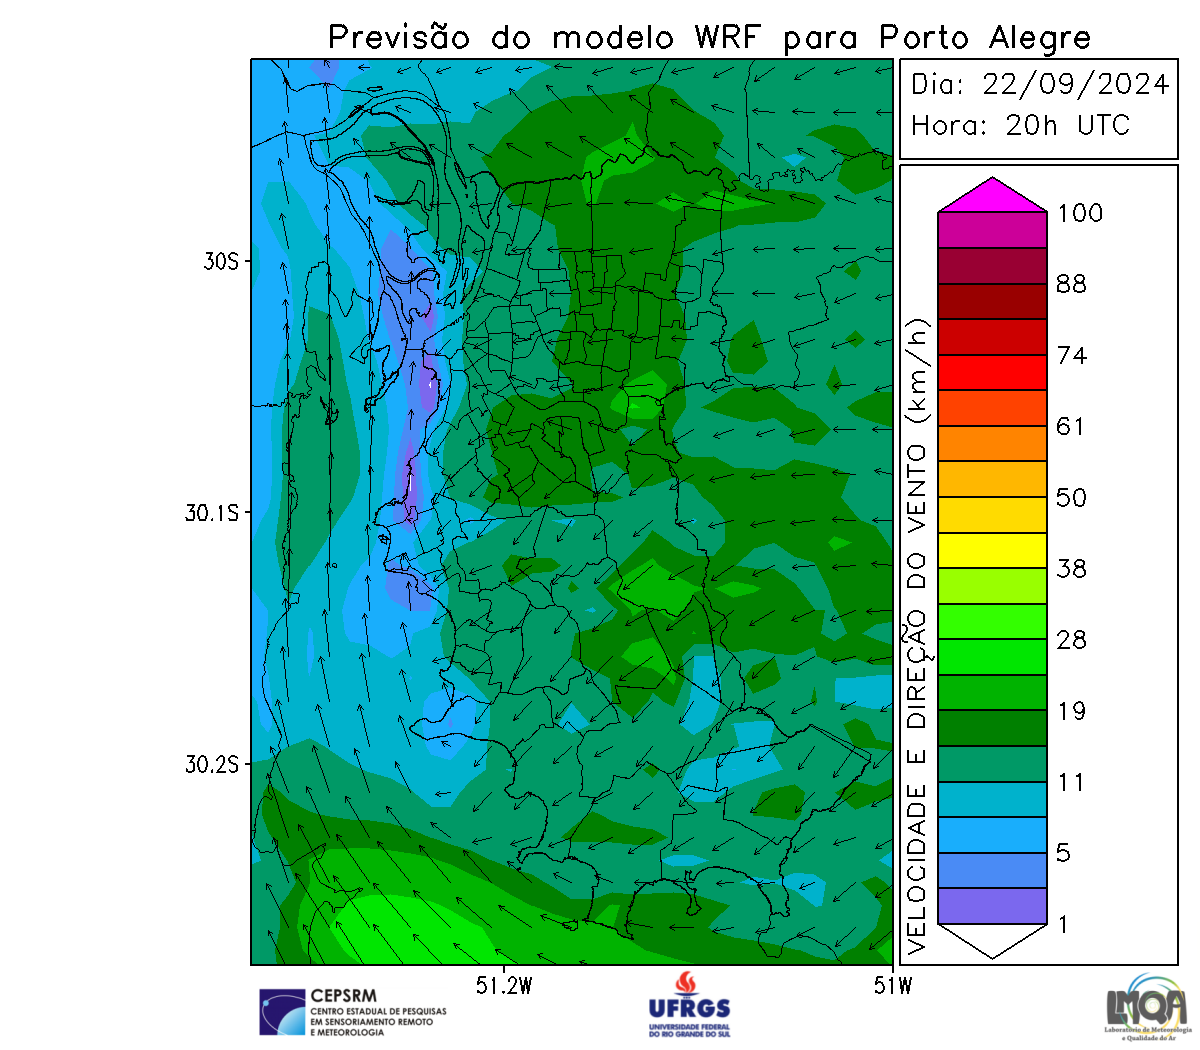 Previsão do modelo WRF para Porto Alegre
Dia: 22/09/2024
Hora: 20h UTC
30S
30.1S
30.2S
51.2W
51W
VELOCIDADE E DIREÇÃO DO VENTO (km/h)
100
88
74
61
50
38
28
19
11
5
1
CEPSRM
CENTRO ESTADUAL DE PESQUISAS
EM SENSORIAMENTO REMOTO
E METEOROLOGIA
UFRGS
UNIVERSIDADE FEDERAL
DO RIO GRANDE DO SUL
LMQA
Laboratório de Meteorologia
e Qualidade do Ar